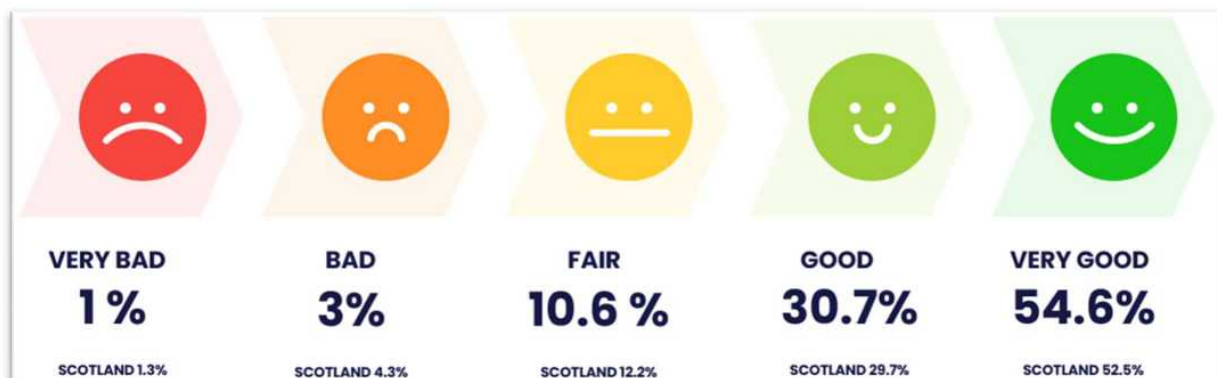 VERY BAD BAD FAIR GOOD VERY GOOD
1 % 3% 10.6 % 30.7% 54.6%
SCOTLAND 1.3% SCOTLAND 4.3% SCOTLAND 12.2% SCOTLAND 29.7% SCOTLAND 52.5%